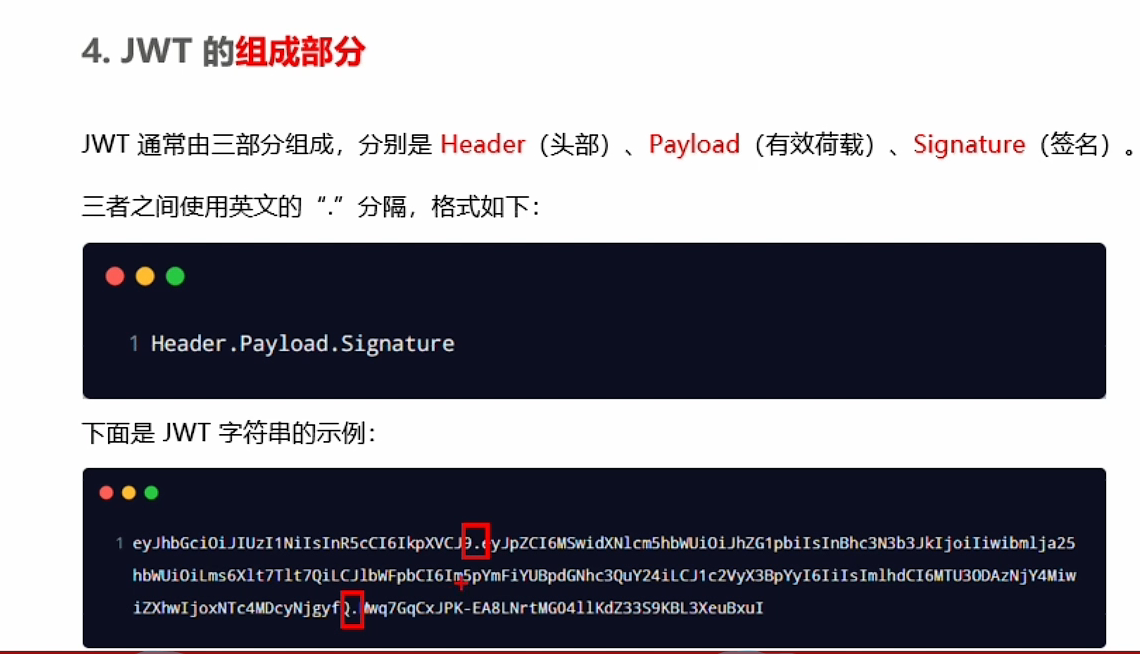 4. JWT 的组成部分
JWT 通常由三部分组成，分别是 Header（头部）、Payload（有效荷载）、Signature（签名）。
三者之间使用英文的“.”分隔，格式如下：
1 Header.Payload.Signature
下面是 JWT 字符串的示例：
1 eyJhbGciOiJIUzI1NiIsInR5cCI6IkpXVCJ9.eyJpZCI6MSwidXNlcm5hbWUiOiJhZG1pbiIsInBhc3N3b3JkIjoiIiwibmlja25
hbWUiOiLms6Xlt7Tlt7QiLCJlbWFpbCI6Im5pYmFiYUBpdGNhc3QuY24iLCJ1c2VyX3BpYyI6IiIsImlhdCI6MTU3ODAzNjY4Miw
iZXhwIjoxNTc4MDcyNjgyfQ.Mwq7GqCxJPK-EA8LNrtMG04llKdZ33S9KBL3XeuBxuI